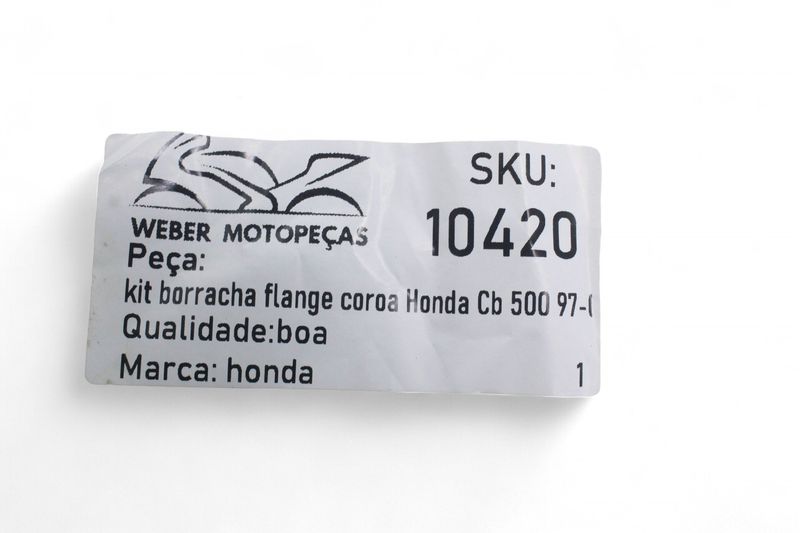 WEBER MOTOPEÇAS
SKU:
10420
Peça:
kit borracha flange coroa Honda Cb 500 97-
Qualidade:boa
Marca: honda
1